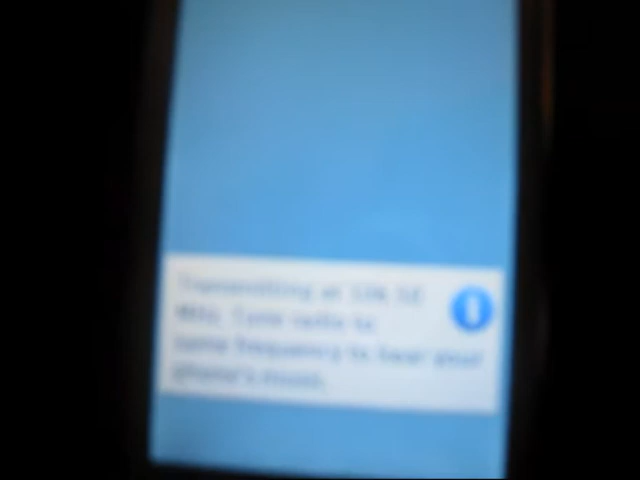 Transmitting at
MHz. Tune radio to
same frequency to hear your
phone's music.